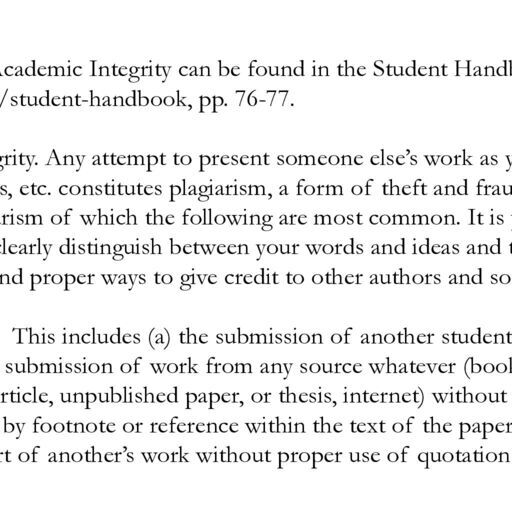 Academic Integrity can be found in the Student Handb
/student-handbook, pp. 76-77.
grity. Any attempt to present someone else's work as y
s, etc. constitutes plagiarism, a form of theft and frau
rism of which the following are most common. It is
clearly distinguish between your words and ideas and t
nd proper ways to give credit to other authors and so
This includes (a) the submission of another student
submission of work from any source whatever (book
rticle, unpublished paper, or thesis, internet) without
by footnote or reference within the text of the paper
rt of another's work without proper use of quotation